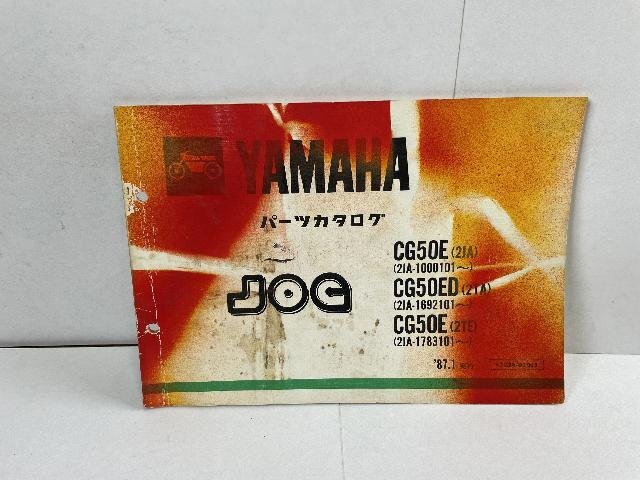 YAMAHA
パーツカタログ
JOG
CG50E (2JA)
(2JA-1000101〜)
CG50ED (2TA)
(2JA-1692101〜)
CG50E (2TE)
(2JA-1783101〜)
'87.1